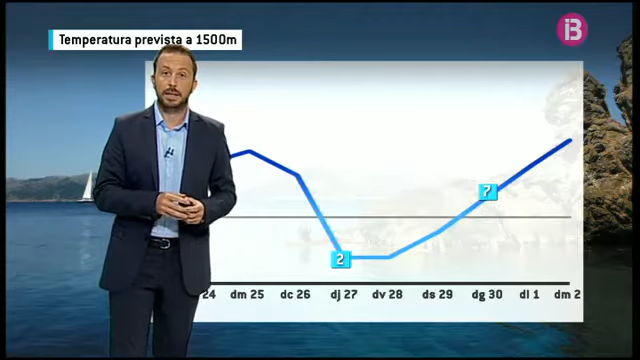 Temperatura prevista a 1500m
iB
7
2
24 dm 25 dc 26 dj 27 dv 28 ds 29 dg 30 dl 1 dm 2